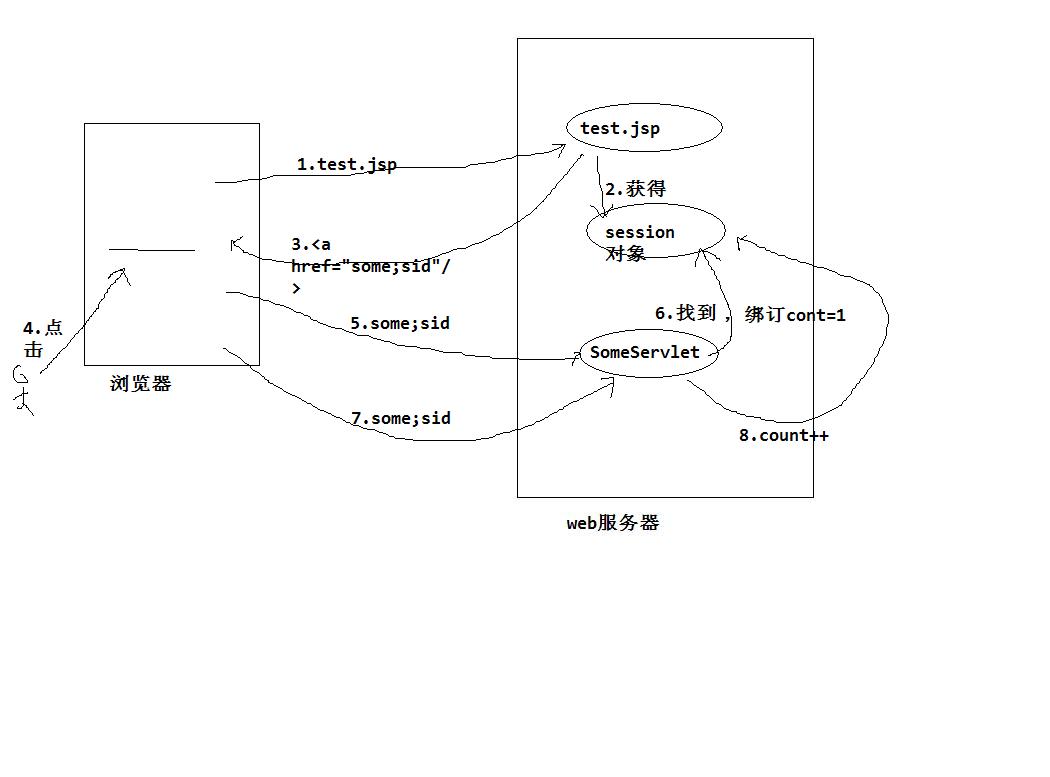 test.jsp
1.test.jsp
2.获得
session
对象
3.<a
href="some;sid"/
>
4.点
击
5.some;sid
6.找到，绑订cont=1
SomeServlet
浏览器
7.some;sid
8.count++
web服务器